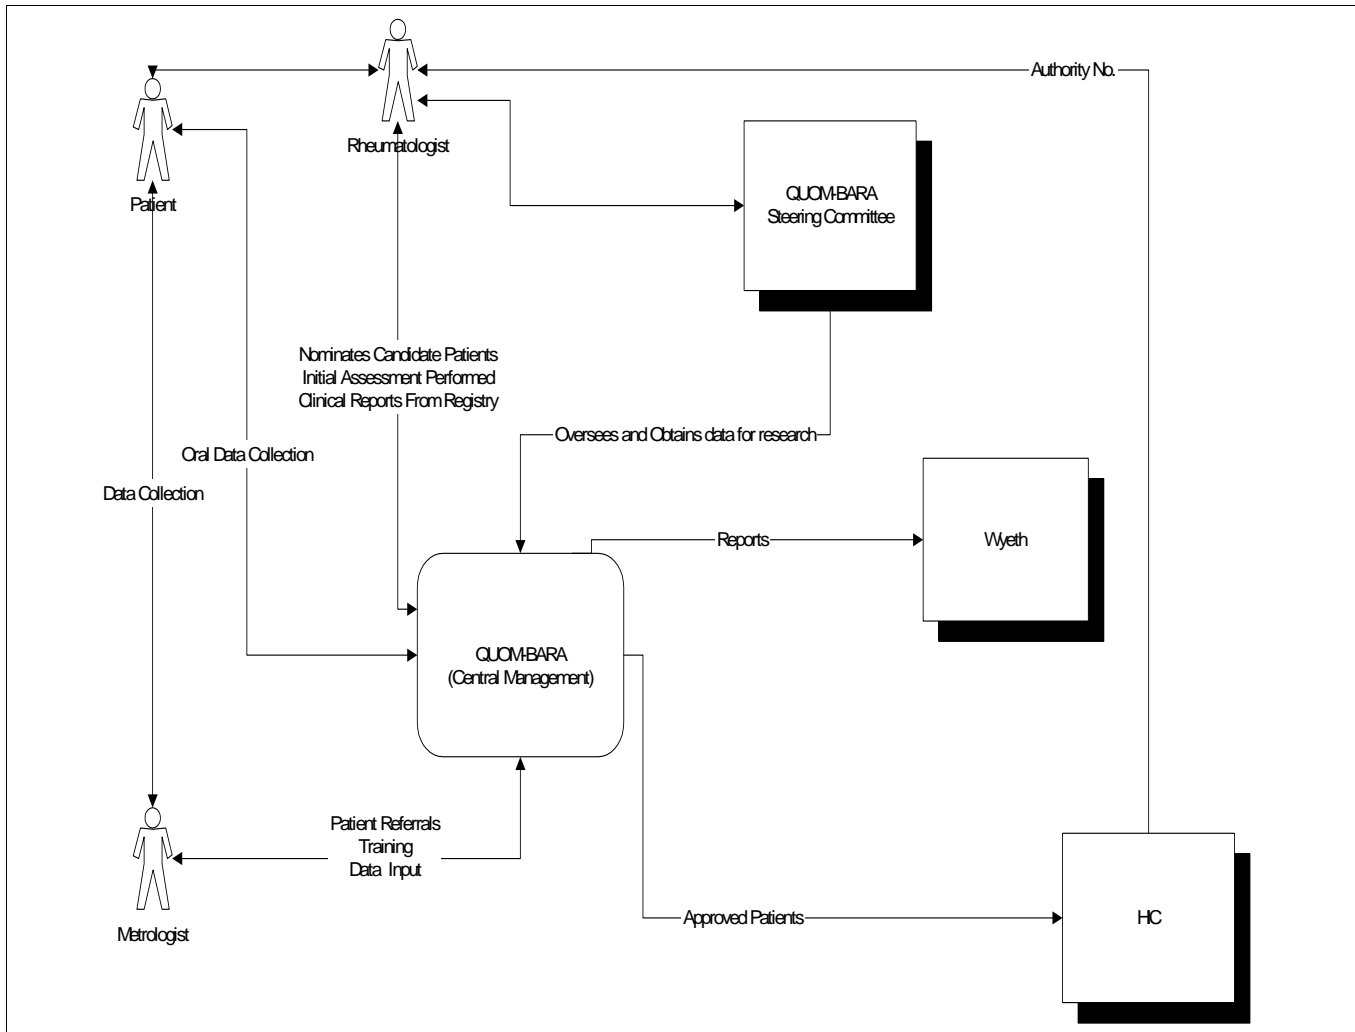 Authority No.
Rheumatologist
Patient
QUOM-BARA
Steering Committee
Nominates Candidate Patients
Initial Assessment Performed
Clinical Reports From Registry
Oversees and Obtains data for research
Oral Data Collection
Data Collection
Reports
Wyeth
QUOM-BARA
(Central Management)
Patient Referrals
Training
Data Input
Approved Patients
HIC
Metrologist